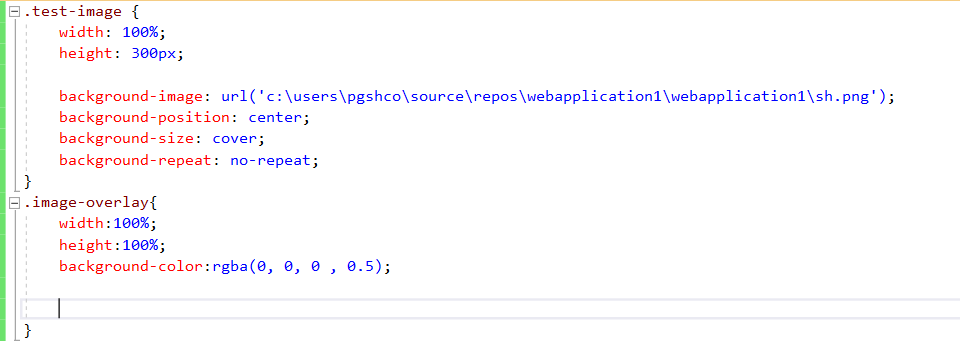 .test-image {
width: 100%;
height: 300px;
background-image: url('c:\users\pgshco\source\repos\webapplication1\webapplication1\sh.png');
background-position: center;
background-size: cover;
background-repeat: no-repeat;
}
.image-overlay{
width:100%;
height:100%;
background-color:rgba(0, 0, 0 , 0.5);
}